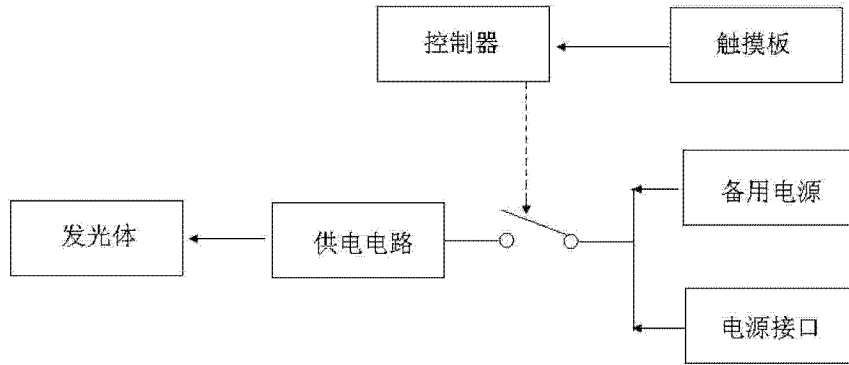 控制器
触摸板
备用电源
发光体
供电电路
电源接口